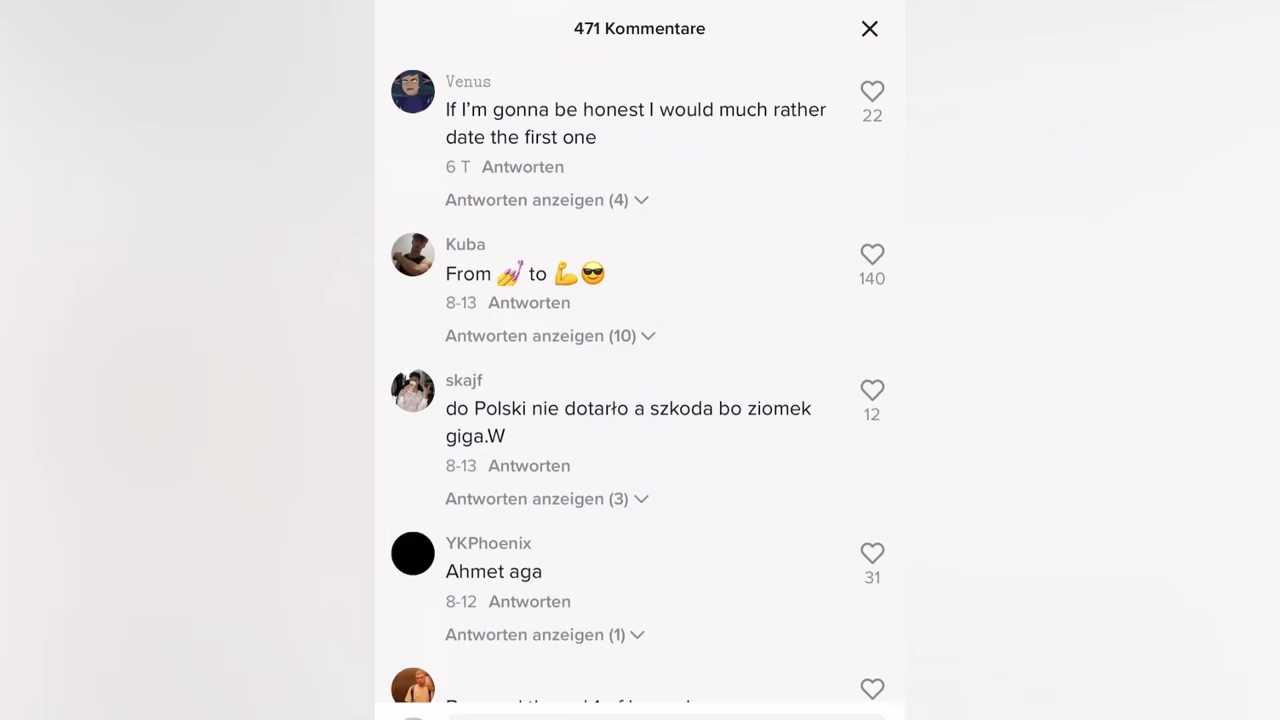 471 Kommentare
Venus
If I’m gonna be honest I would much rather
date the first one
22
6 T Antworten
Antworten anzeigen (4)
Kuba
From 💅 to 💪😎
140
8-13 Antworten
Antworten anzeigen (10)
skajf
do Polski nie dotarło a szkoda bo ziomek
giga.W
12
8-13 Antworten
Antworten anzeigen (3)
YKPhoenix
Ahmet aga
31
8-12 Antworten
Antworten anzeigen (1)